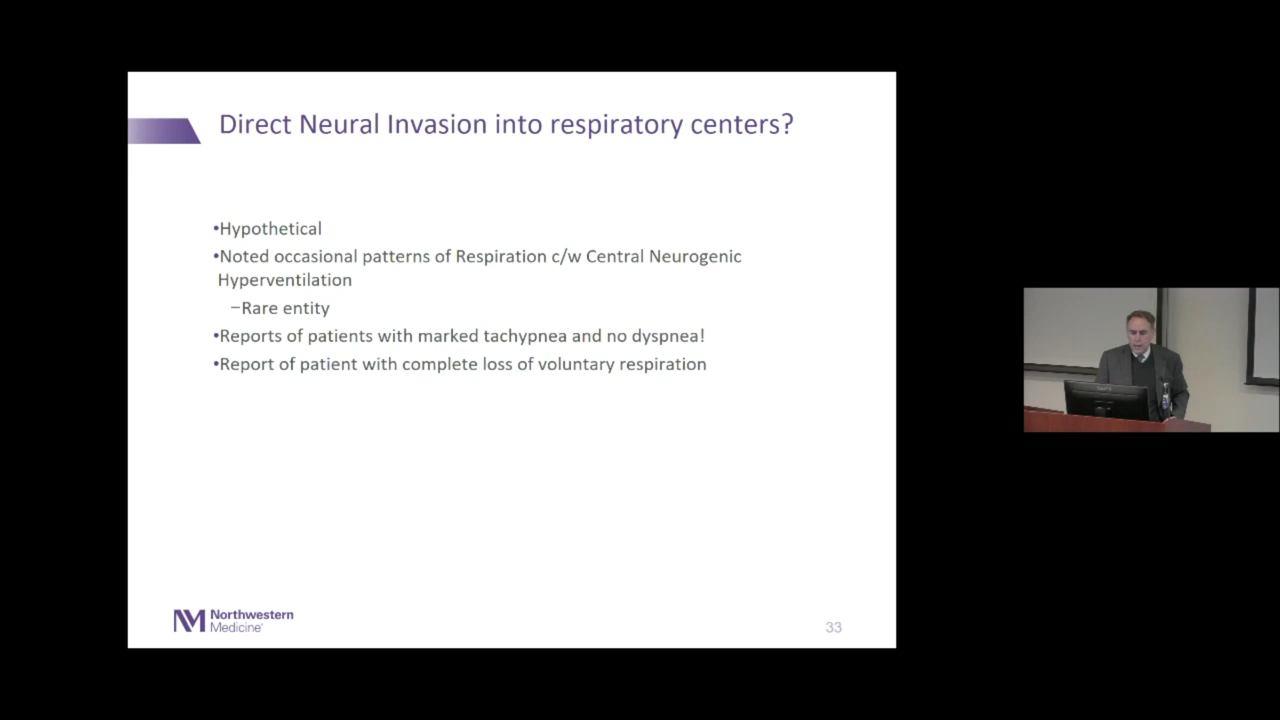 Direct Neural Invasion into respiratory centers?
•Hypothetical
•Noted occasional patterns of Respiration c/w Central Neurogenic
Hyperventilation
–Rare entity
•Reports of patients with marked tachypnea and no dyspnea!
•Report of patient with complete loss of voluntary respiration
NM Northwestern
Medicine
33